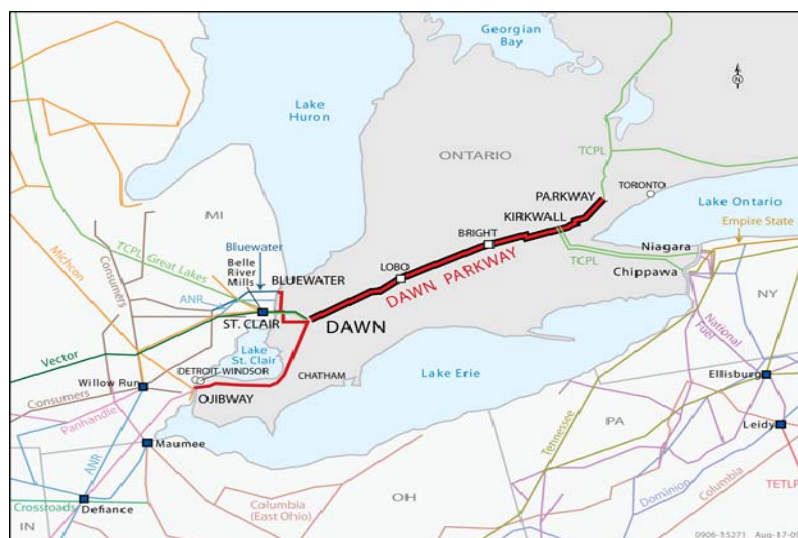 Georgian
Bay
Lake
Huron
N
ONTARIO
TCPL
PARKWAY
TORONTO
Lake Ontario
KIRKWALL
Empire State
MI
BRIGHT
Niagara
TCPL Great Lakes
Bluewater
Belle
River
Mills
BLUEWATER
LOBO
TCPL
Chippawa
Michcon
Consumers
DAWN PARKWAY
ANR
ST. CLAIR
DAWN
NY
National
Fuel
Vector
Lake
St. Clair
Lake Erie
DETROIT-WINDSOR
CHATHAM
Ellisburg
Willow Run
Consumers
OJIBWAY
Panhandle
Tennessee
PA
Leidy
Maumee
ANR
Dominion
Columbia
TETLP
Crossroads
Defiance
Columbia
(East Ohio)
OH
IN
0906-35271 Aug-17-09